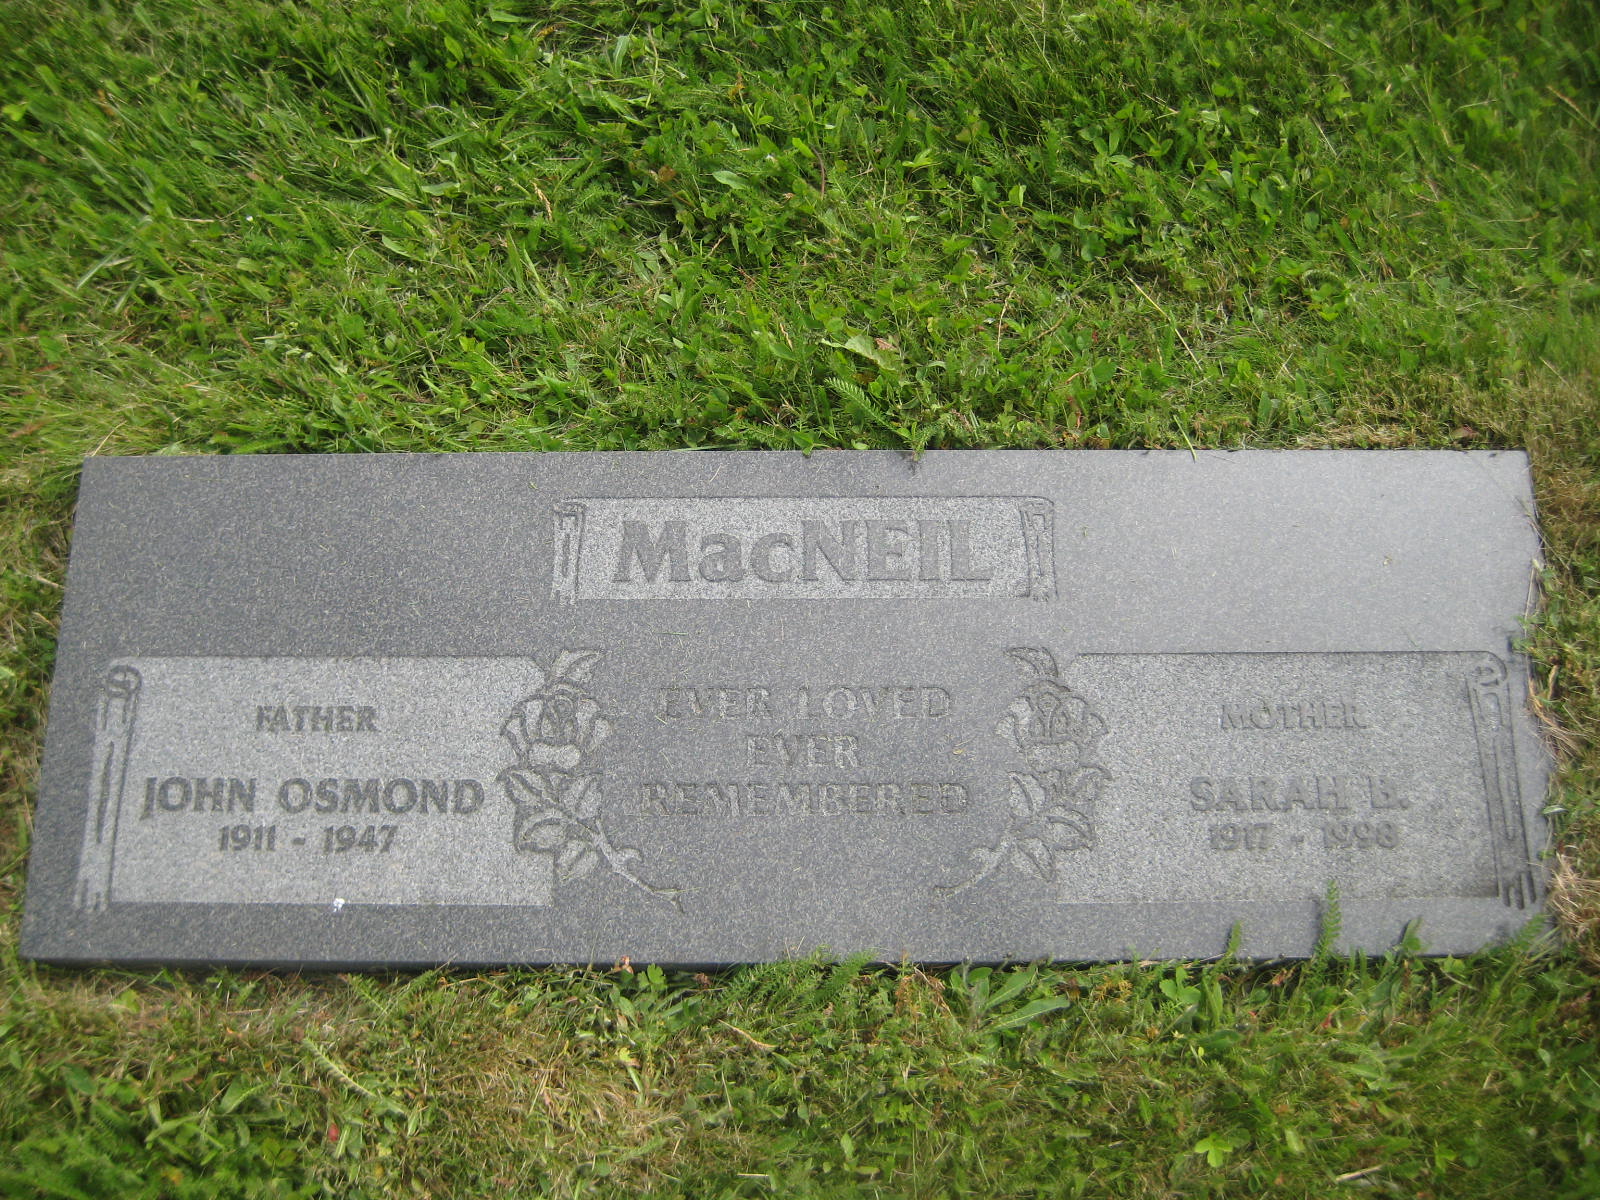 MacNEIL
FATHER
JOHN OSMOND
1911 - 1947
EVER LOVED
EVER
REMEMBERED
MOTHER
SARAH B.
1917 - 1998